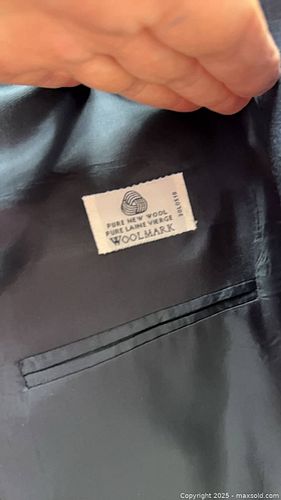 PURE NEW WOOL
PURE LAINE VIERGE
WOOLMARK
Copyright © 2025 - maxsold.com